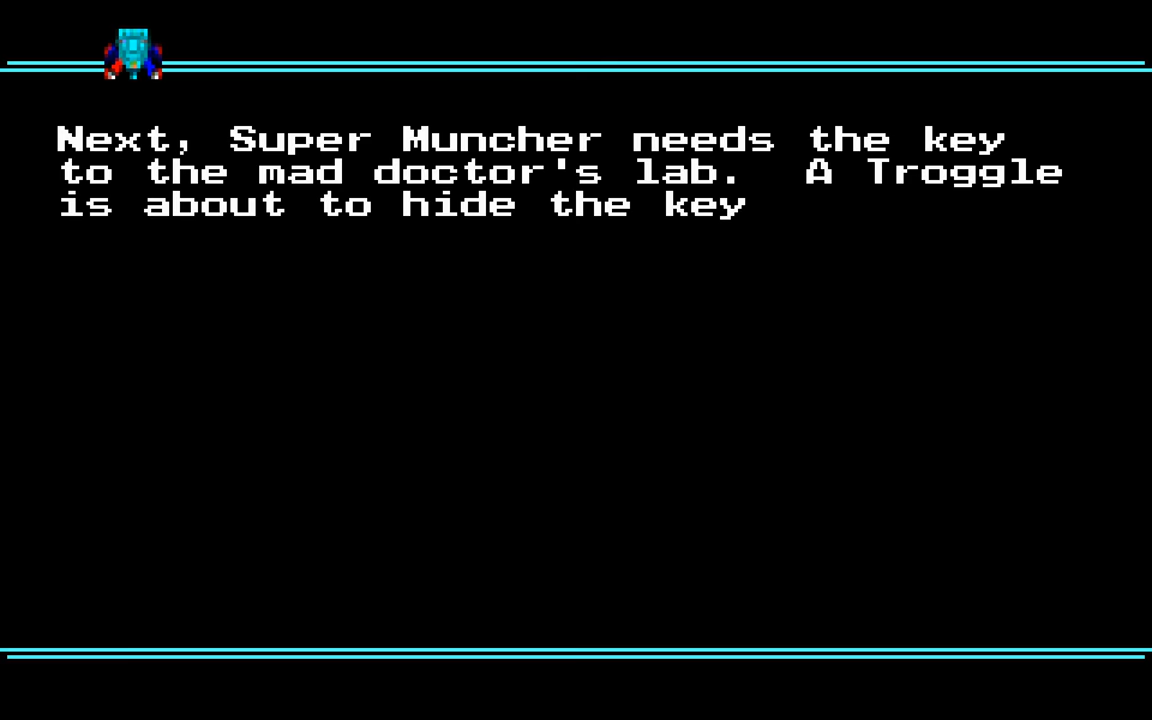 Next, Super Muncher needs the key
to the mad doctor's lab.  A Troggle
is about to hide the key